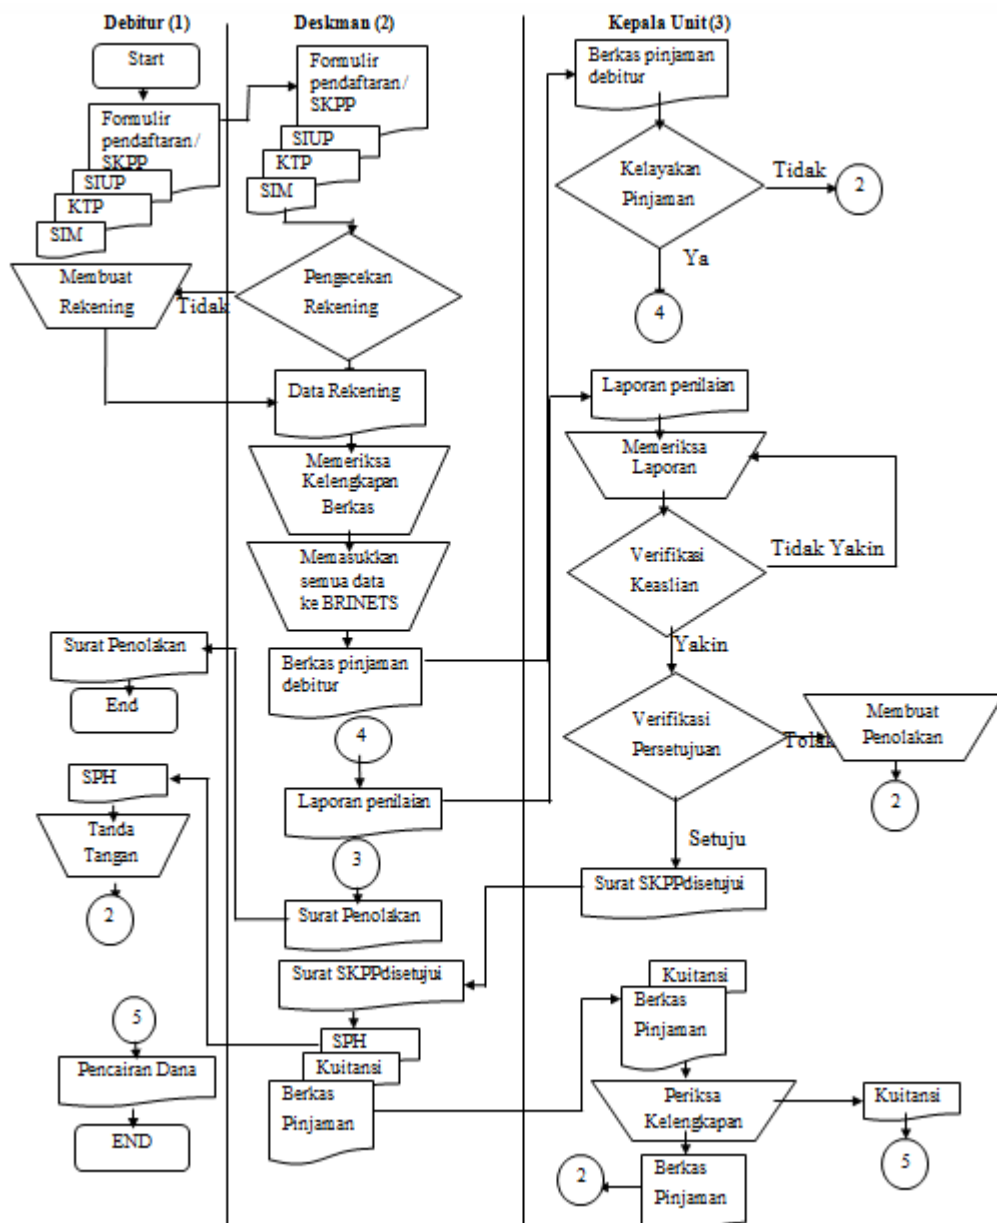 Debitur (1)
Deskman (2)
Kepala Unit (3)
Start
Formulir
pendaftaran/
SKPP
SIUP
KTP
SIM
Membuat
Rekening
Tidak
Surat Penolakan
End
SPH
Tanda
Tangan
2
5
Pencairan Dana
END
Formulir
pendaftaran/
SKPP
SIUP
KTP
SIM
Pengecekan
Rekening
Data Rekening
Memeriksa
Kelengkapan
Berkas
Memasukkan
semua data
ke BRINETS
Berkas pinjaman
debitur
4
Laporan penilaian
3
Surat Penolakan
Surat SKPPdisetujui
SPH
Kuitansi
Berkas
Pinjaman
Berkas pinjaman
debitur
Kelayakan
Pinjaman
Tidak
2
Ya
4
Laporan penilaian
Memeriksa
Laporan
Verifikasi
Keaslian
Tidak Yakin
Yakin
Verifikasi
Persetujuan
Tolak
Membuat
Penolakan
2
Setuju
Surat SKPPdisetujui
Kuitansi
Berkas
Pinjaman
Periksa
Kelengkapan
Kuitansi
5
Berkas
Pinjaman
2